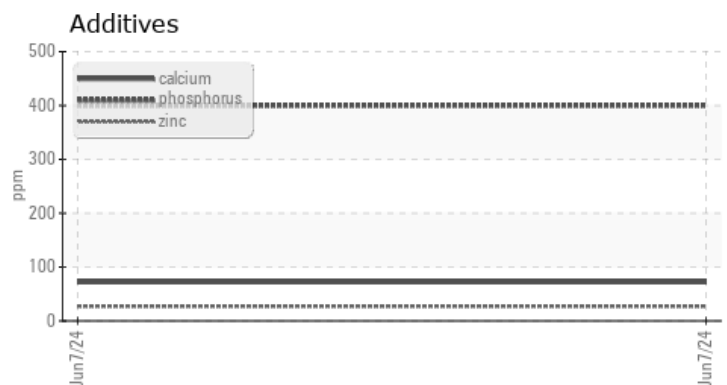 Additives
500
400
300
200
100
0
ppm
calcium
phosphorus
zinc
Jun7/24
Jun7/24